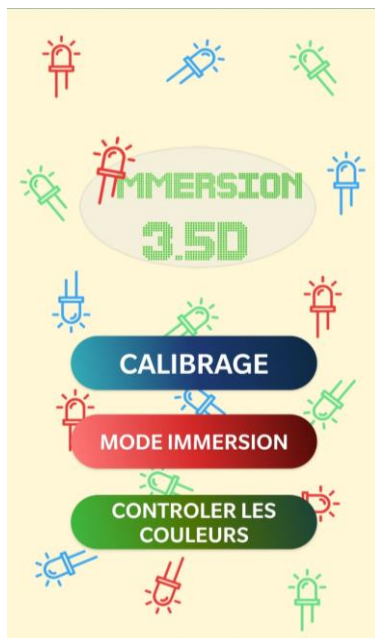 IMMERSION
3.5D
CALIBRAGE
MODE IMMERSION
CONTROLER LES
COULEURS